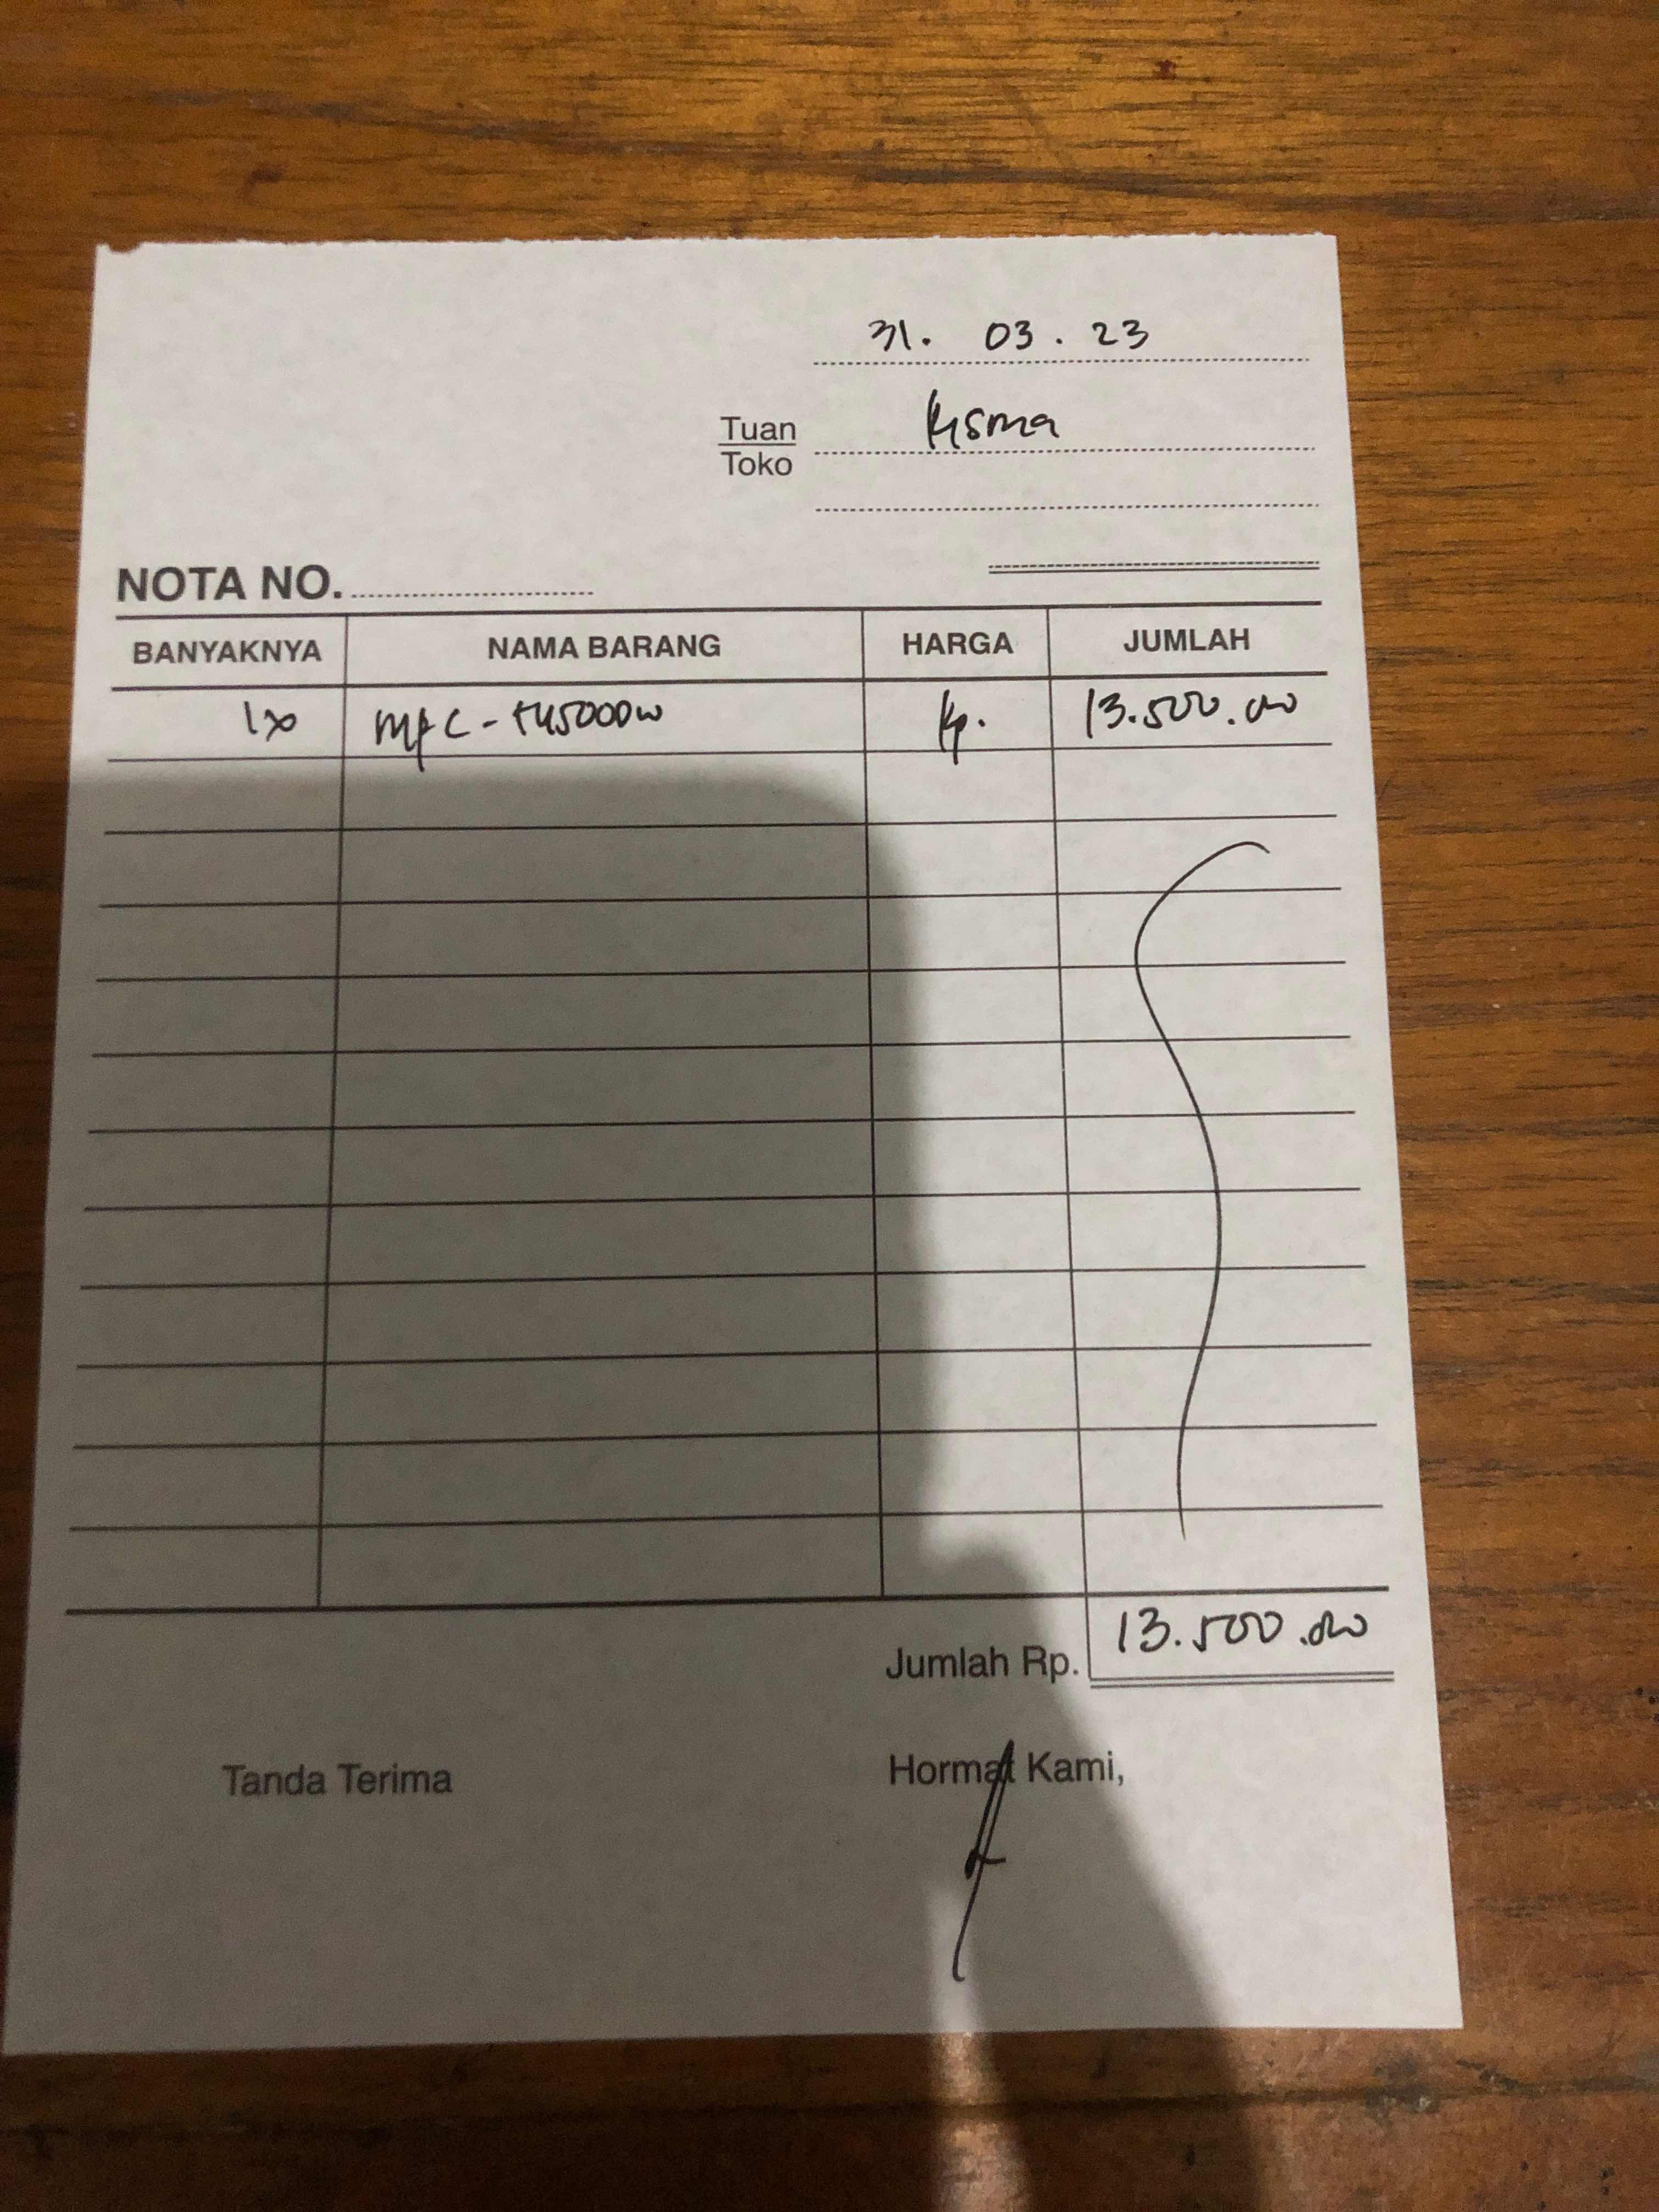 31. 03. 23
Tuan Risma
Toko
NOTA NO.
BANYAKNYA NAMA BARANG HARGA JUMLAH
1x MFC-T4500DW Rp. 13.500.000
Jumlah Rp. 13.500.000
Tanda Terima Hormat Kami,